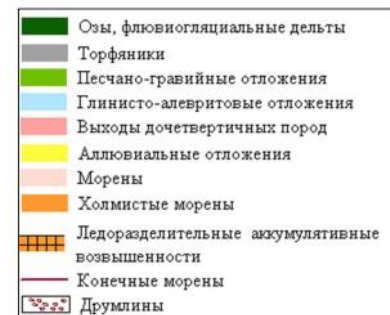 Озы, флювиогляциальные дельты
Торфяники
Песчано-гравийные отложения
Глинисто-алевритовые отложения
Выходы дочетвертичных пород
Аллювиальные отложения
Морены
Холмистые морены
Ледораздeлительные аккумулятивные
возвышенности
Конечные морены
Друмлины